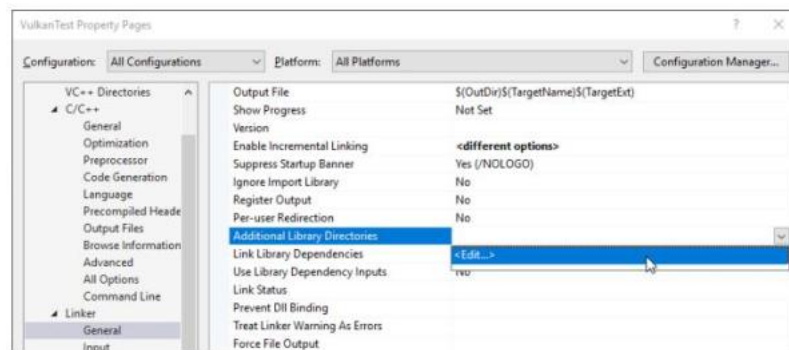 VulkanTest Property Pages ? ×
Configuration: All Configurations Platform: All Platforms Configuration Manager...
VC++ Directories
C/C++
General
Optimization
Preprocessor
Code Generation
Language
Precompiled Heade
Output Files
Browse Information
Advanced
All Options
Command Line
Linker
General
Input
Output File $(OutDir)$(TargetName)$(TargetExt)
Show Progress Not Set
Version
Enable Incremental Linking <different options>
Suppress Startup Banner Yes (/NOLOGO)
Ignore Import Library No
Register Output No
Per-user Redirection No
Additional Library Directories
Link Library Dependencies <Edit...>
Use Library Dependency Inputs No
Link Status
Prevent Dll Binding
Treat Linker Warning As Errors
Force File Output